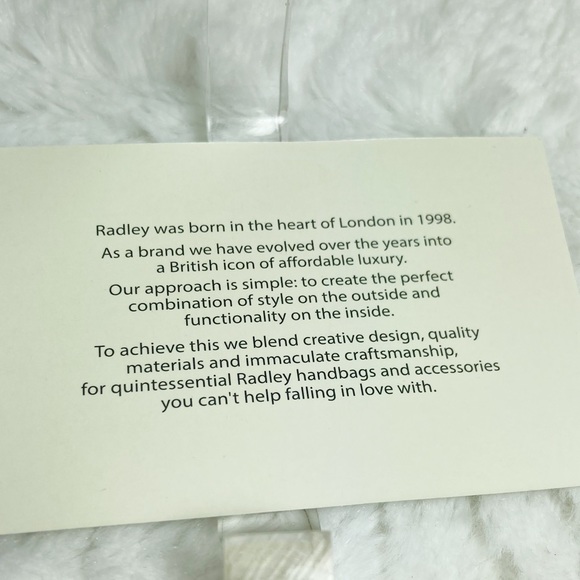 Radley was born in the heart of London in 1998.
As a brand we have evolved over the years into
a British icon of affordable luxury.
Our approach is simple: to create the perfect
combination of style on the outside and
functionality on the inside.
To achieve this we blend creative design, quality
materials and immaculate craftsmanship,
for quintessential Radley handbags and accessories
you can't help falling in love with.